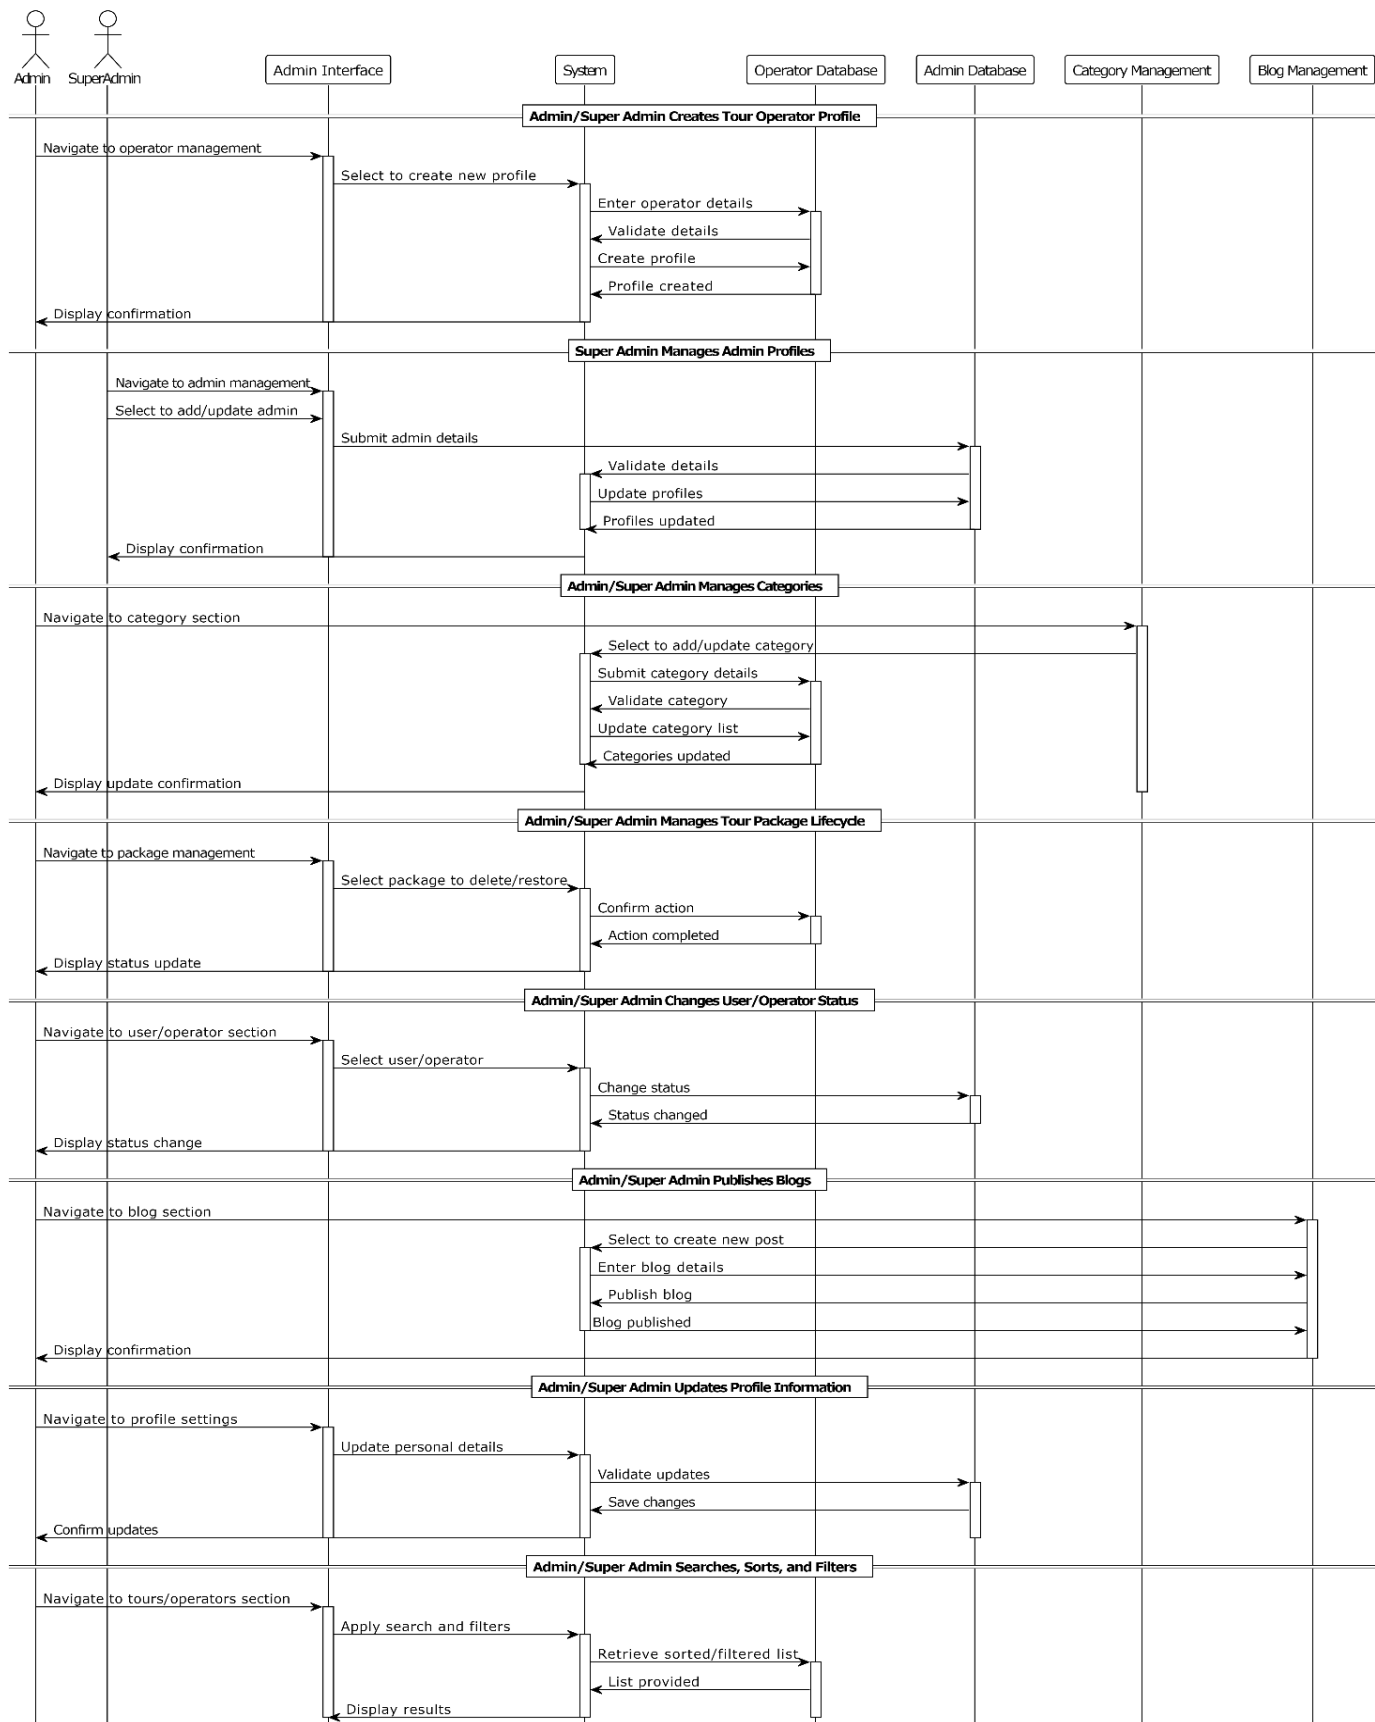 Admin
SuperAdmin
Admin Interface
System
Operator Database
Admin Database
Category Management
Blog Management
Admin/Super Admin Creates Tour Operator Profile
Navigate to operator management
Select to create new profile
Enter operator details
Validate details
Create profile
Profile created
Display confirmation
Super Admin Manages Admin Profiles
Navigate to admin management
Select to add/update admin
Submit admin details
Validate details
Update profiles
Profiles updated
Display confirmation
Admin/Super Admin Manages Categories
Navigate to category section
Select to add/update category
Submit category details
Validate category
Update category list
Categories updated
Display update confirmation
Admin/Super Admin Manages Tour Package Lifecycle
Navigate to package management
Select package to delete/restore
Confirm action
Action completed
Display status update
Admin/Super Admin Changes User/Operator Status
Navigate to user/operator section
Select user/operator
Change status
Status changed
Display status change
Admin/Super Admin Publishes Blogs
Navigate to blog section
Select to create new post
Enter blog details
Publish blog
Blog published
Display confirmation
Admin/Super Admin Updates Profile Information
Navigate to profile settings
Update personal details
Validate updates
Save changes
Confirm updates
Admin/Super Admin Searches, Sorts, and Filters
Navigate to tours/operators section
Apply search and filters
Retrieve sorted/filtered list
List provided
Display results